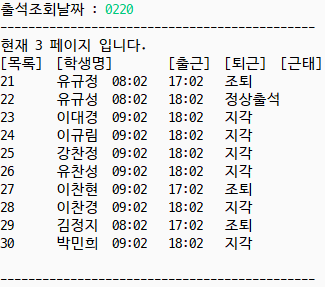 출석조회날짜 : 0220
---------------------------------------------
현재 3 페이지 입니다.
[목록] [학생명] [출근] [퇴근] [근태]
21 유규정 08:02 17:02 조퇴
22 유규성 08:02 18:02 정상출석
23 이대경 09:02 18:02 지각
24 이규림 09:02 18:02 지각
25 강찬정 09:02 18:02 지각
26 유찬성 09:02 18:02 지각
27 이찬현 09:02 17:02 조퇴
28 이찬경 09:02 18:02 지각
29 김정지 08:02 17:02 조퇴
30 박민희 09:02 18:02 지각
---------------------------------------------